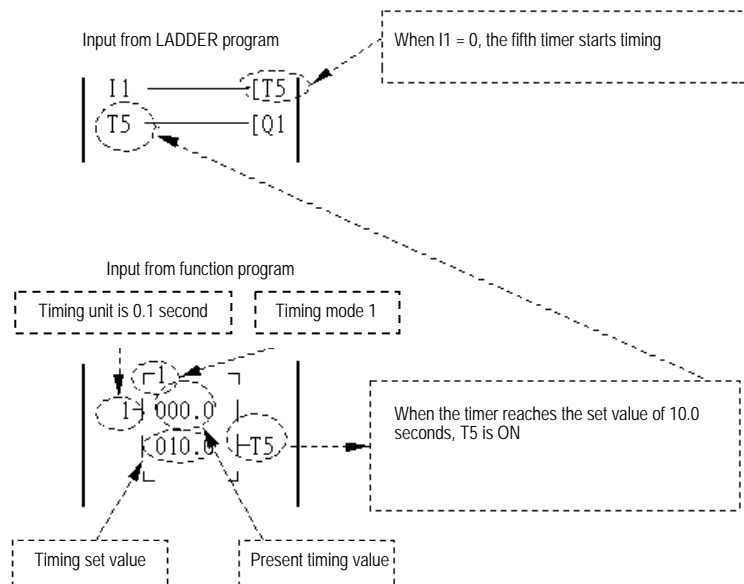 Input from LADDER program
When I1 = 0, the fifth timer starts timing
I1 [T5
T5 [Q1
Input from function program
Timing unit is 0.1 second
Timing mode 1
1
1 000.0
010.0 T5
When the timer reaches the set value of 10.0
seconds, T5 is ON
Timing set value
Present timing value